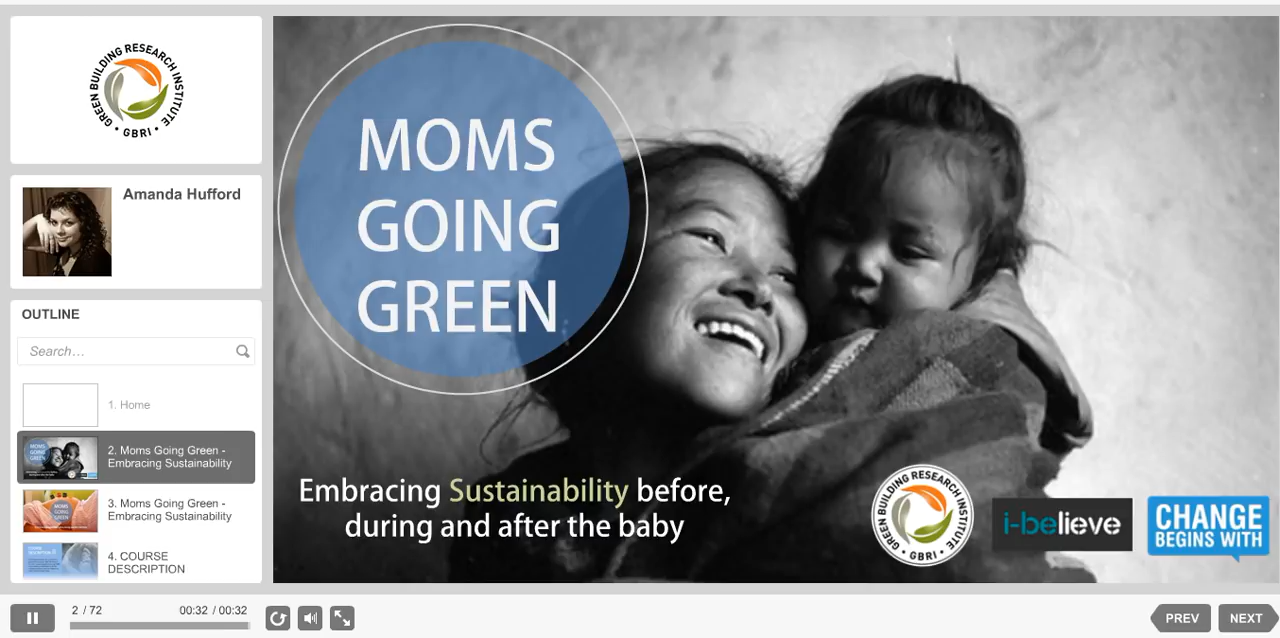 GREEN BUILDING RESEARCH INSTITUTE
• GBRI •
Amanda Hufford
OUTLINE
Search...
1. Home
2. Moms Going Green -
Embracing Sustainability
3. Moms Going Green -
Embracing Sustainability
4. COURSE
DESCRIPTION
MOMS
GOING
GREEN
Embracing Sustainability before,
during and after the baby
GREEN BUILDING RESEARCH INSTITUTE
• GBRI •
i-believe
CHANGE
BEGINS WITH
2 / 72
00:32 / 00:32
PREV
NEXT